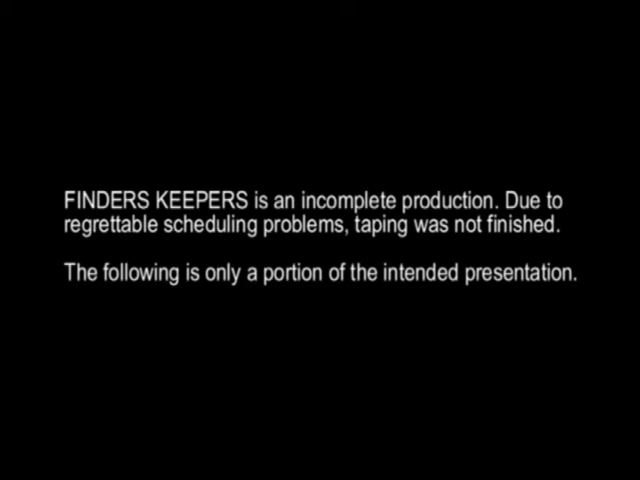 FINDERS KEEPERS is an incomplete production. Due to
regrettable scheduling problems, taping was not finished.
The following is only a portion of the intended presentation.